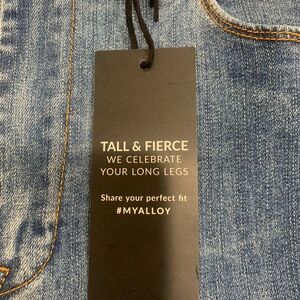 TALL & FIERCE
WE CELEBRATE
YOUR LONG LEGS
Share your perfect fit
#MYALLOY